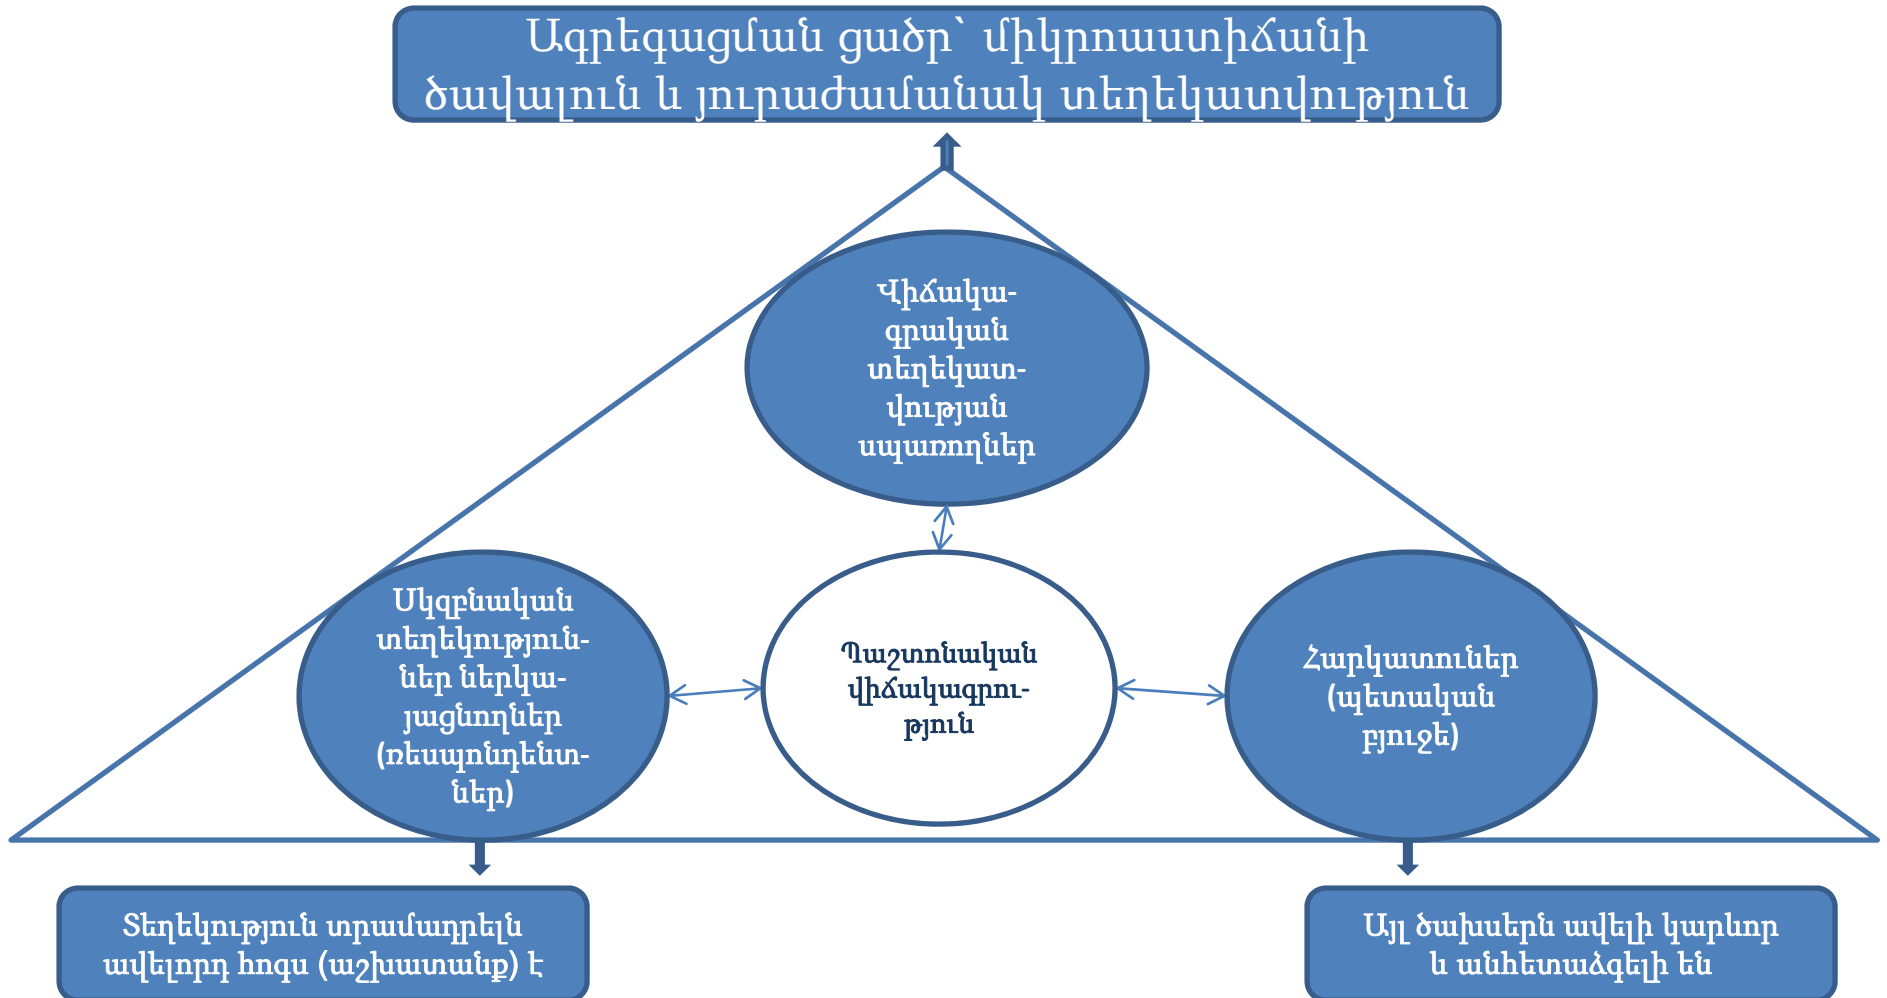 Ագրեգացման ցածր՝ միկրոաստիճանի
ծավալուն և յուրաժամանակ տեղեկատվություն
Վիճակա-
գրական
տեղեկատ-
վության
սպառողներ
Սկզբնական
տեղեկություն-
ներ ներկա-
յացնողներ
(ռեսպոնդենտ-
ներ)
Պաշտոնական
վիճակագրու-
թյուն
Հարկատուներ
(պետական
բյուջե)
Տեղեկություն տրամադրելն
ավելորդ հոգս (աշխատանք) է
Այլ ծախսերն ավելի կարևոր
և անհետաձգելի են